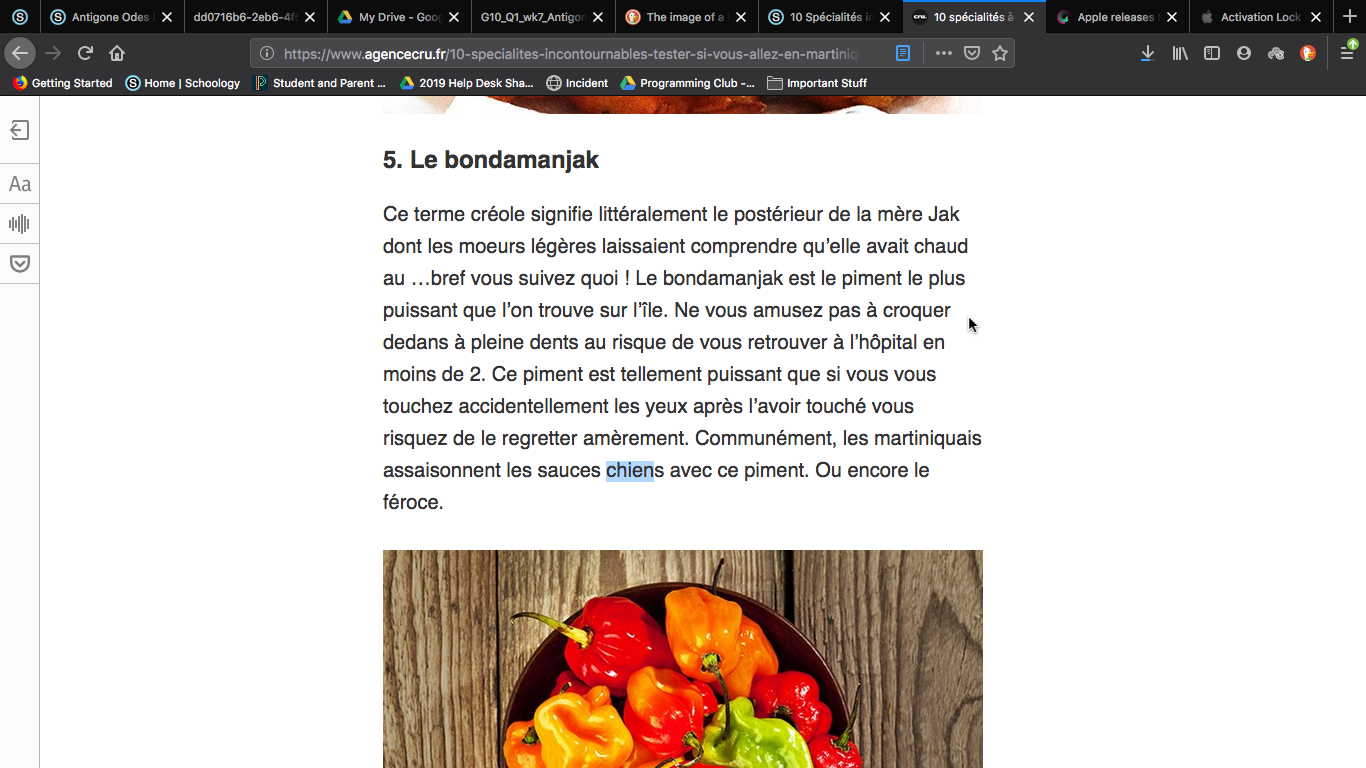 Antigone Odes
dd0716b6-2eb6-4f
My Drive - Goo
G10_Q1_wk7_Antigon
The image of a
10 Spécialités i
cru.
10 spécialités à
Apple releases
Activation Lock
https://www.agencecru.fr/10-specialites-incontournables-tester-si-vous-allez-en-martiniq
Getting Started
Home | Schoology
Student and Parent ...
2019 Help Desk Sha...
Incident
Programming Club -...
Important Stuff
Aa
5. Le bondamanjak
Ce terme créole signifie littéralement le postérieur de la mère Jak
dont les moeurs légères laissaient comprendre qu’elle avait chaud
au …bref vous suivez quoi ! Le bondamanjak est le piment le plus
puissant que l’on trouve sur l’île. Ne vous amusez pas à croquer
dedans à pleine dents au risque de vous retrouver à l’hôpital en
moins de 2. Ce piment est tellement puissant que si vous vous
touchez accidentellement les yeux après l’avoir touché vous
risquez de le regretter amèrement. Communément, les martiniquais
assaisonnent les sauces chiens avec ce piment. Ou encore le
féroce.